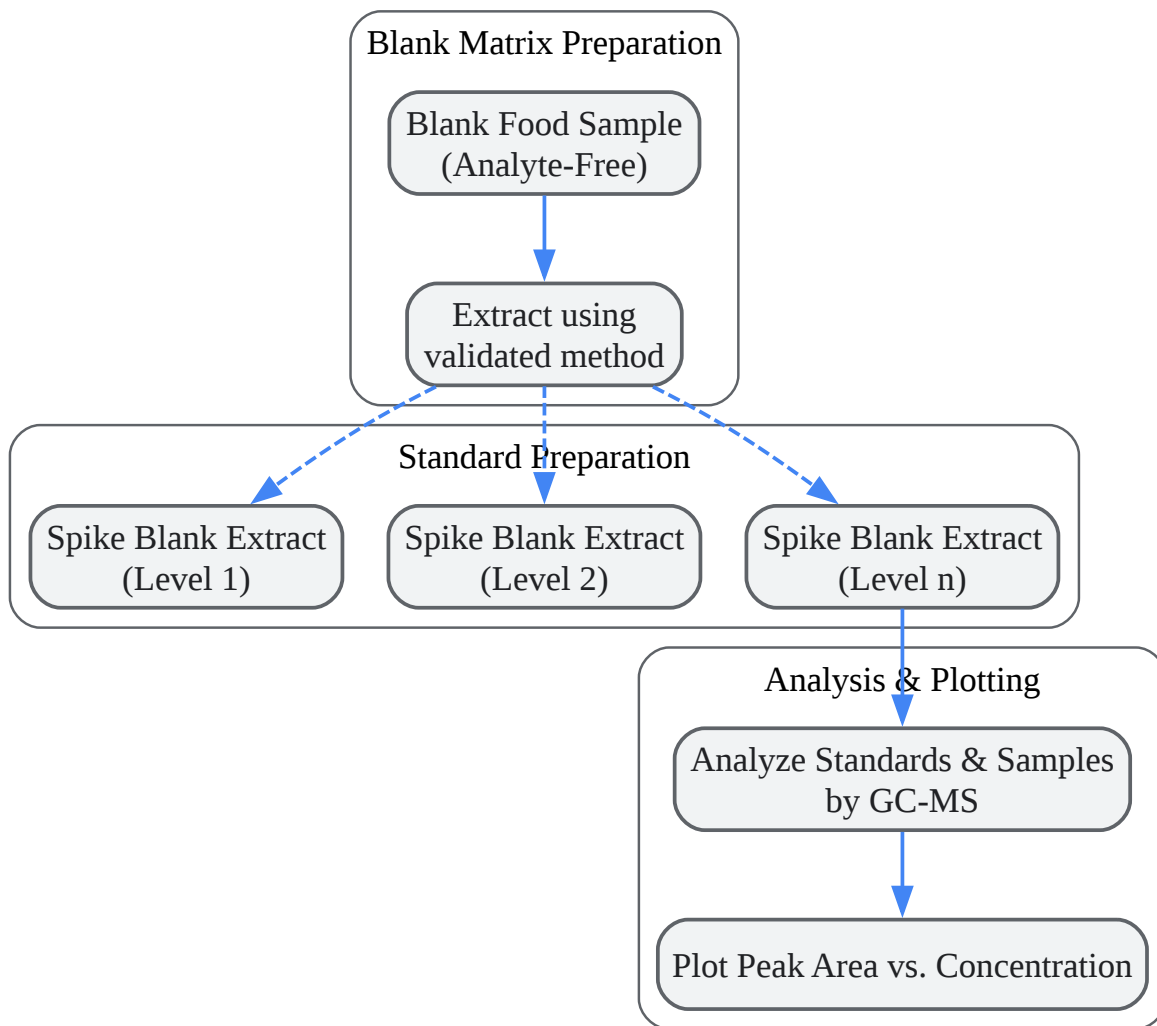 Blank Matrix Preparation
Blank Food Sample
(Analyte-Free)
Extract using
validated method
Standard Preparation
Spike Blank Extract
(Level 1)
Spike Blank Extract
(Level 2)
Spike Blank Extract
(Level n)
Analysis & Plotting
Analyze Standards & Samples
by GC-MS
Plot Peak Area vs. Concentration